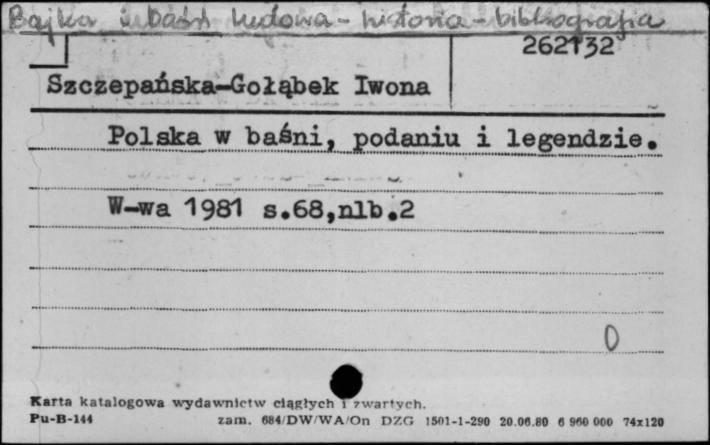 Bajka i baśń ludowa - historia - bibliografia
262132
Szczepańska-Gołąbek Iwona
Polska w baśni, podaniu i legendzie.
W-wa 1981 s.68,nlb.2
0
Karta katalogowa wydawnictw ciągłych i zwartych.
Pu-B-144 zam. 684/DW/WA/On DZG 1501-1-290 20.06.80 6 960 000 74x120